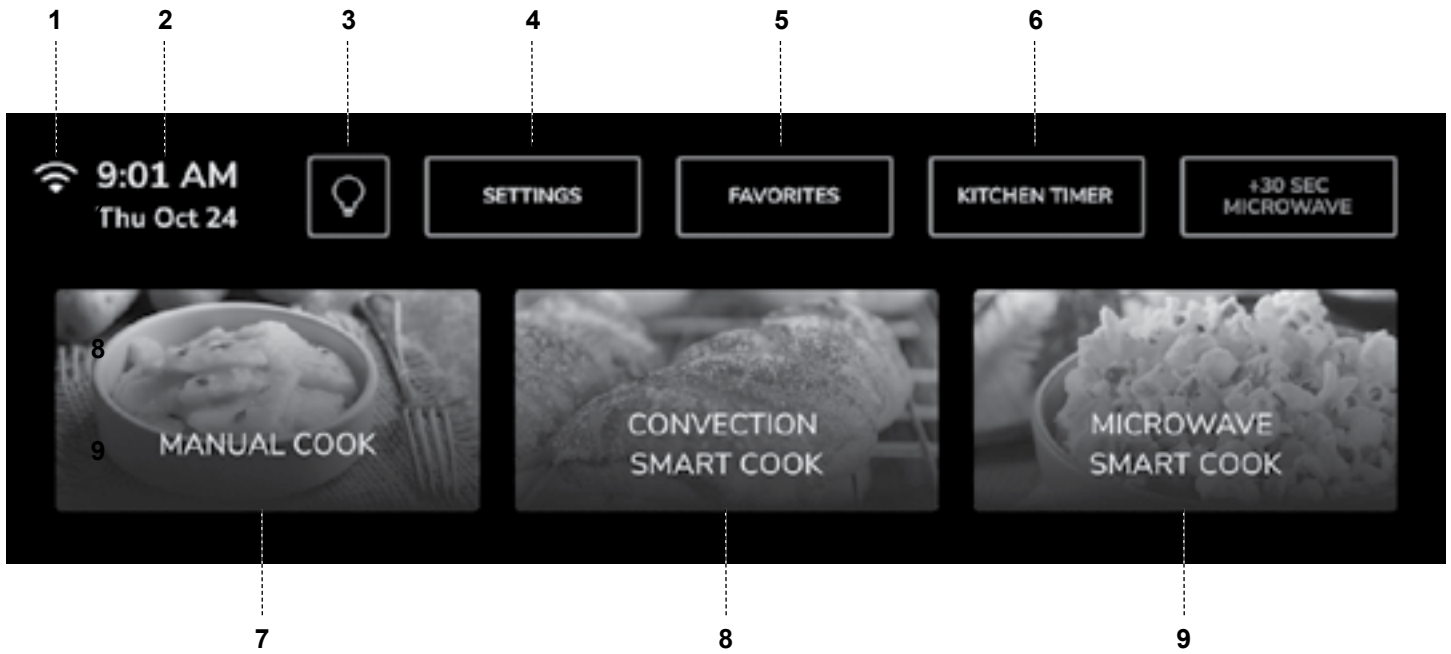 1 2 3 4 5 6
9:01 AM
Thu Oct 24
SETTINGS
FAVORITES
KITCHEN TIMER
+30 SEC
MICROWAVE
8
9
MANUAL COOK
CONVECTION
SMART COOK
MICROWAVE
SMART COOK
7 8 9